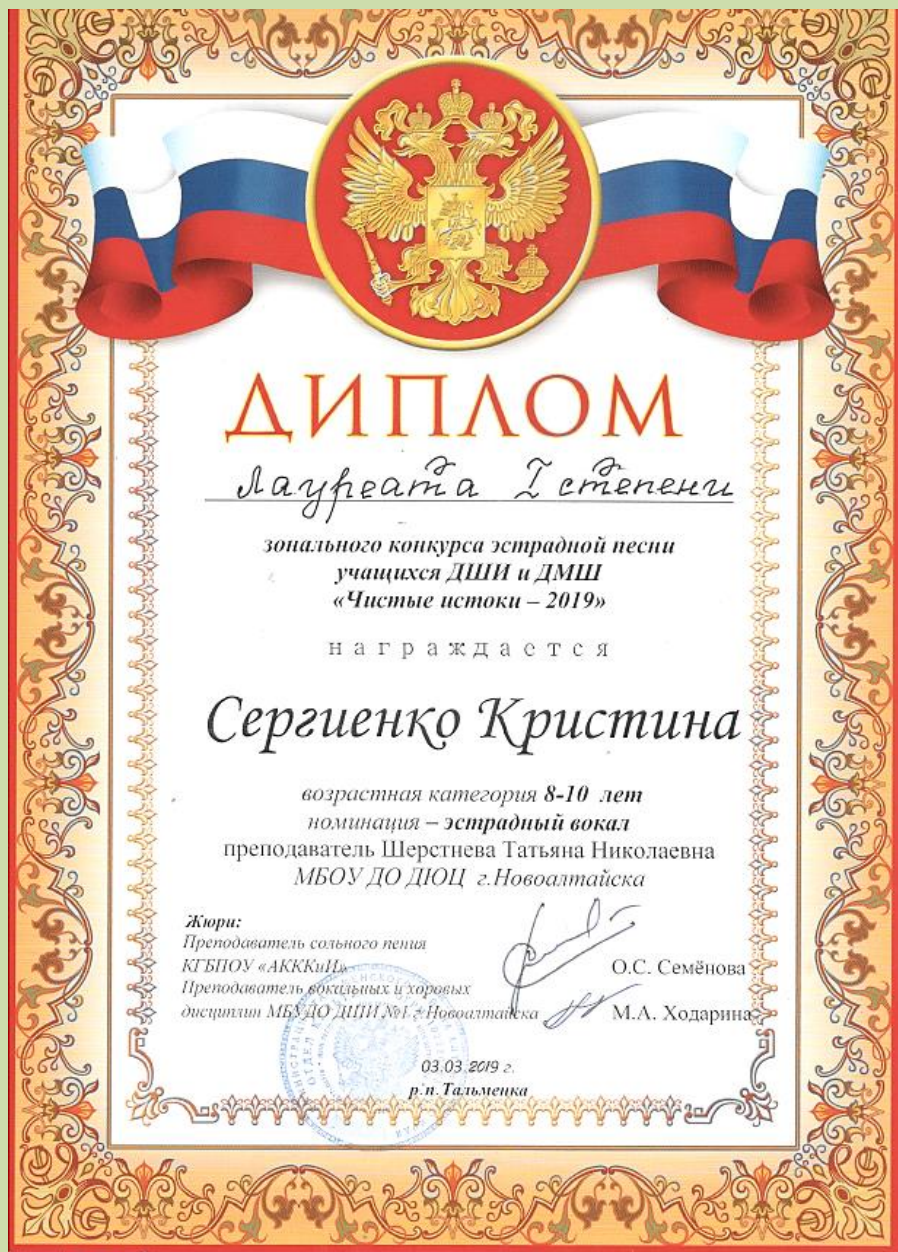 ДИПЛОМ
Лауреата I степени
зонального конкурса эстрадной песни
учащихся ДШИ и ДМШ
«Чистые истоки – 2019»
награждается
Сергиенко Кристина
возрастная категория 8-10 лет
номинация – эстрадный вокал
преподаватель Шерстнева Татьяна Николаевна
МБОУ ДО ДЮЦ г.Новоалтайска
Жюри:
Преподаватель сольного пения
КГБПОУ «АКККиИ» О.С. Семёнова
Преподаватель вокальных и хоровых
дисциплин МБУДО ДШИ №1 г.Новоалтайска М.А. Ходарина
03.03.2019 г.
р.п.Тальменка